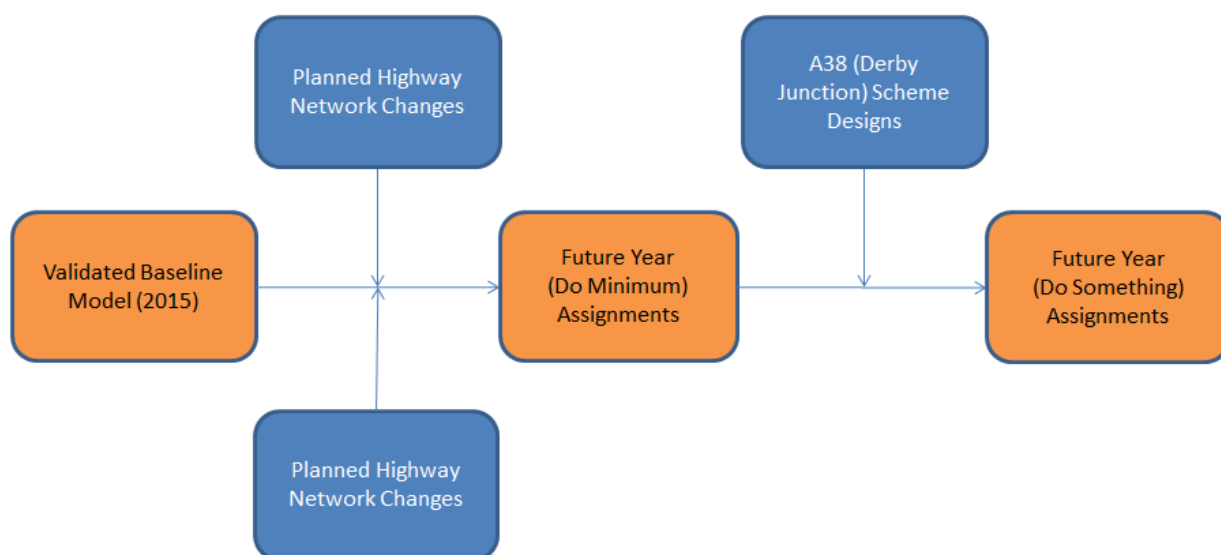 Planned Highway
Network Changes
A38 (Derby
Junction) Scheme
Designs
Validated Baseline
Model (2015)
Future Year
(Do Minimum)
Assignments
Future Year
(Do Something)
Assignments
Planned Highway
Network Changes